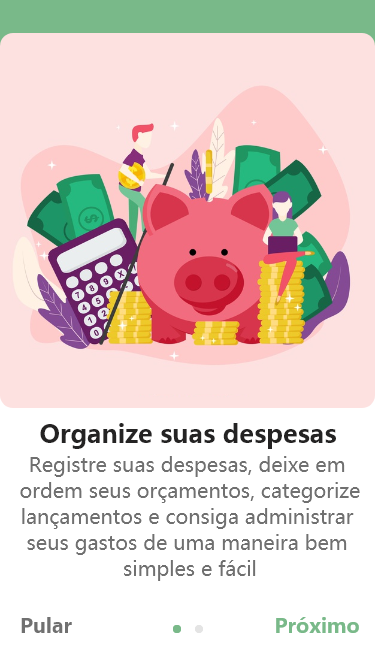 Organize suas despesas
Registre suas despesas, deixe em
ordem seus orçamentos, categorize
lançamentos e consiga administrar
seus gastos de uma maneira bem
simples e fácil
Pular
Próximo